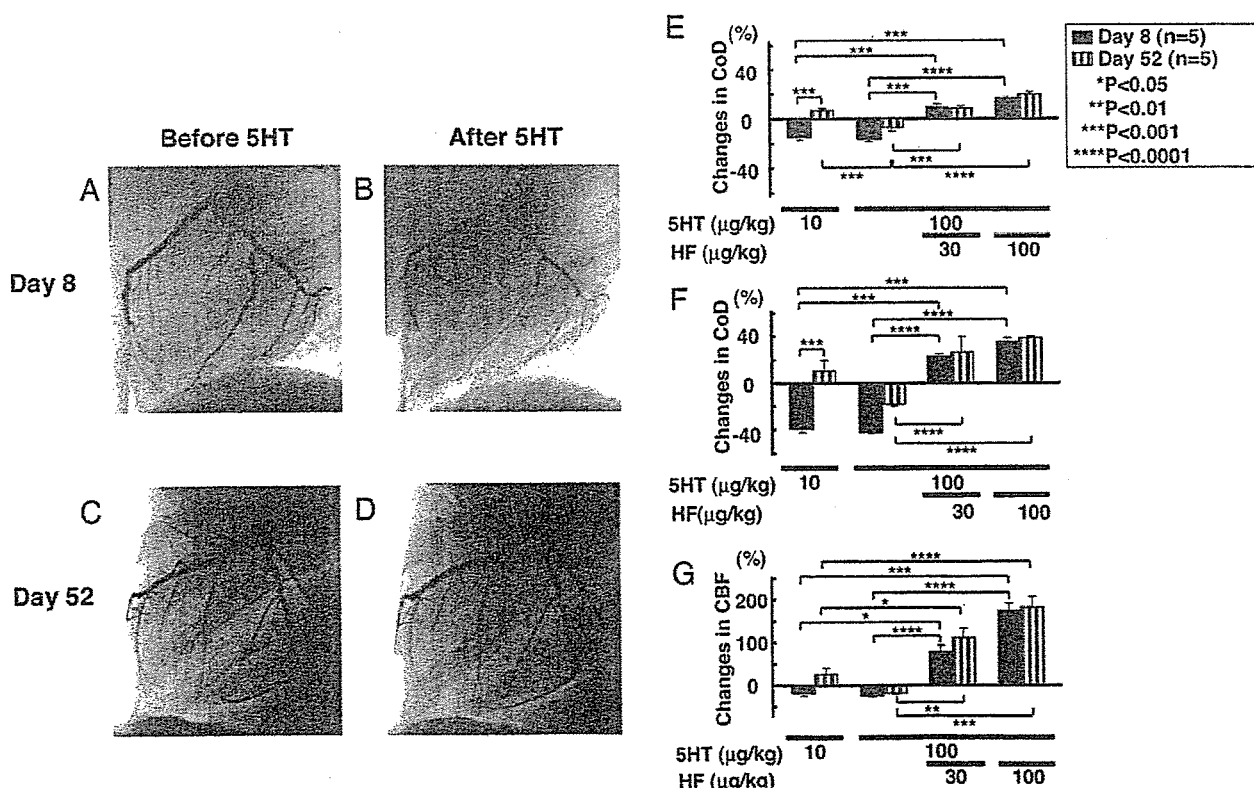 Before 5HT
After 5HT
A
B
Day 8
C
D
Day 52
E
(%)
Changes in CoD
40
0
-40
***
***
****
***
***
***
***
****
5HT (μg/kg)
10
100
HF (μg/kg)
30
100
Day 8 (n=5)
Day 52 (n=5)
*P<0.05
**P<0.01
***P<0.001
****P<0.0001
F
(%)
Changes in CoD
40
0
-40
***
***
****
****
***
****
****
5HT (μg/kg)
10
100
HF(μg/kg)
30
100
G
(%)
Changes in CBF
200
100
0
****
***
****
*
*
****
**
***
5HT (μg/kg)
10
100
HF (μg/kg)
30
100